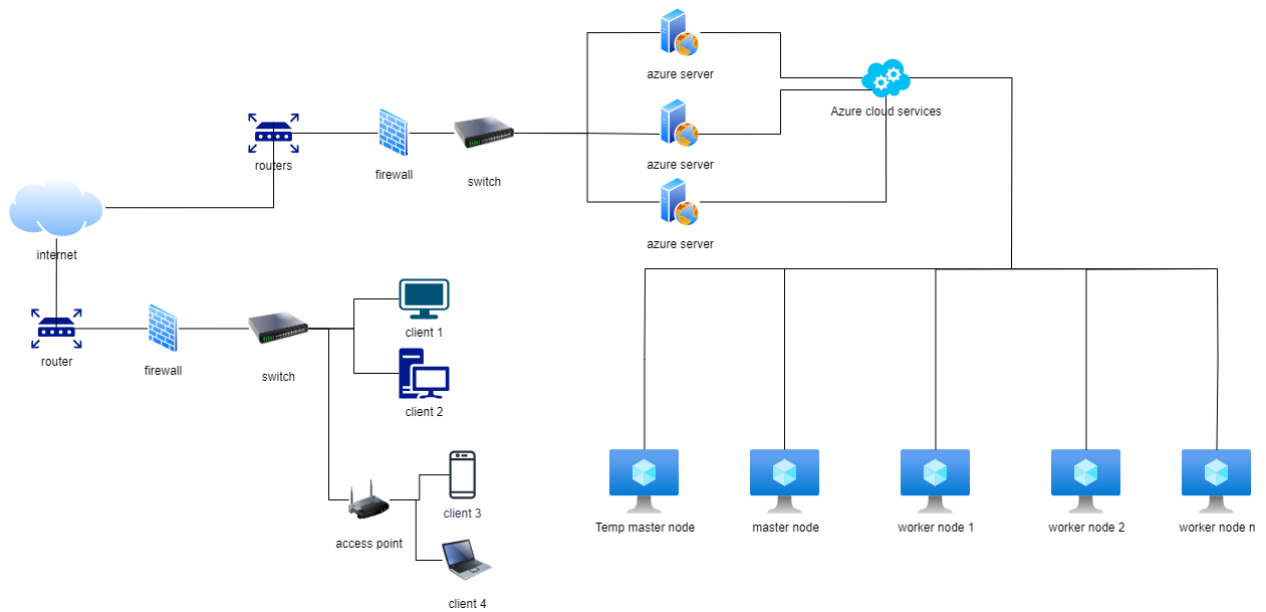 azure server
Azure cloud services
azure server
routers
firewall
switch
azure server
internet
client 1
router
firewall
switch
client 2
client 3
access point
client 4
Temp master node
master node
worker node 1
worker node 2
worker node n